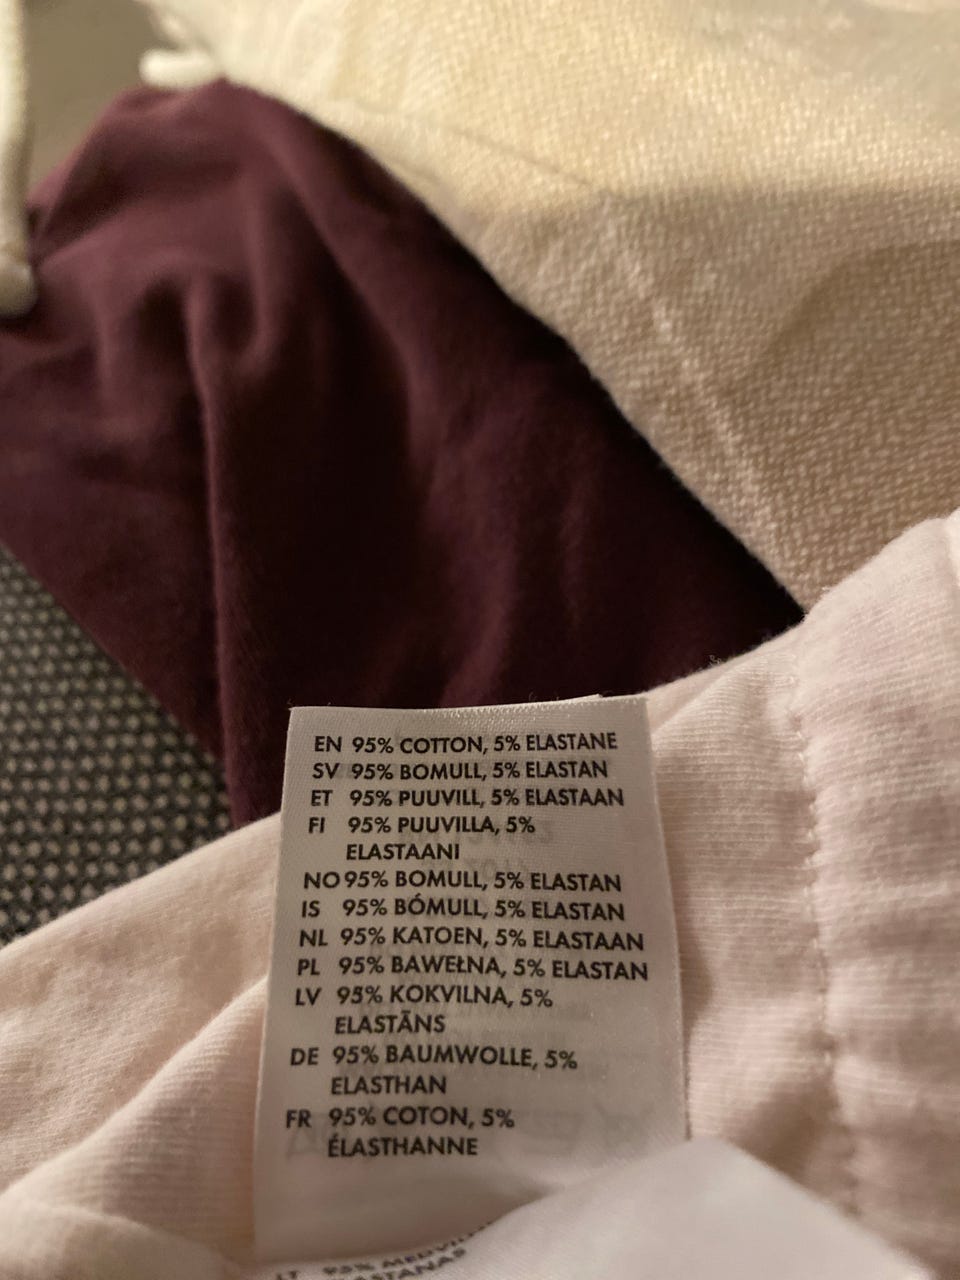 EN 95% COTTON, 5% ELASTANE
SV 95% BOMULL, 5% ELASTAN
ET 95% PUUVILL, 5% ELASTAAN
FI 95% PUUVILLA, 5%
ELASTAANI
NO 95% BOMULL, 5% ELASTAN
IS 95% BÓMULL, 5% ELASTAN
NL 95% KATOEN, 5% ELASTAAN
PL 95% BAWEŁNA, 5% ELASTAN
LV 95% KOKVILNA, 5%
ELASTĀNS
DE 95% BAUMWOLLE, 5%
ELASTHAN
FR 95% COTON, 5%
ÉLASTHANNE
LT 95%